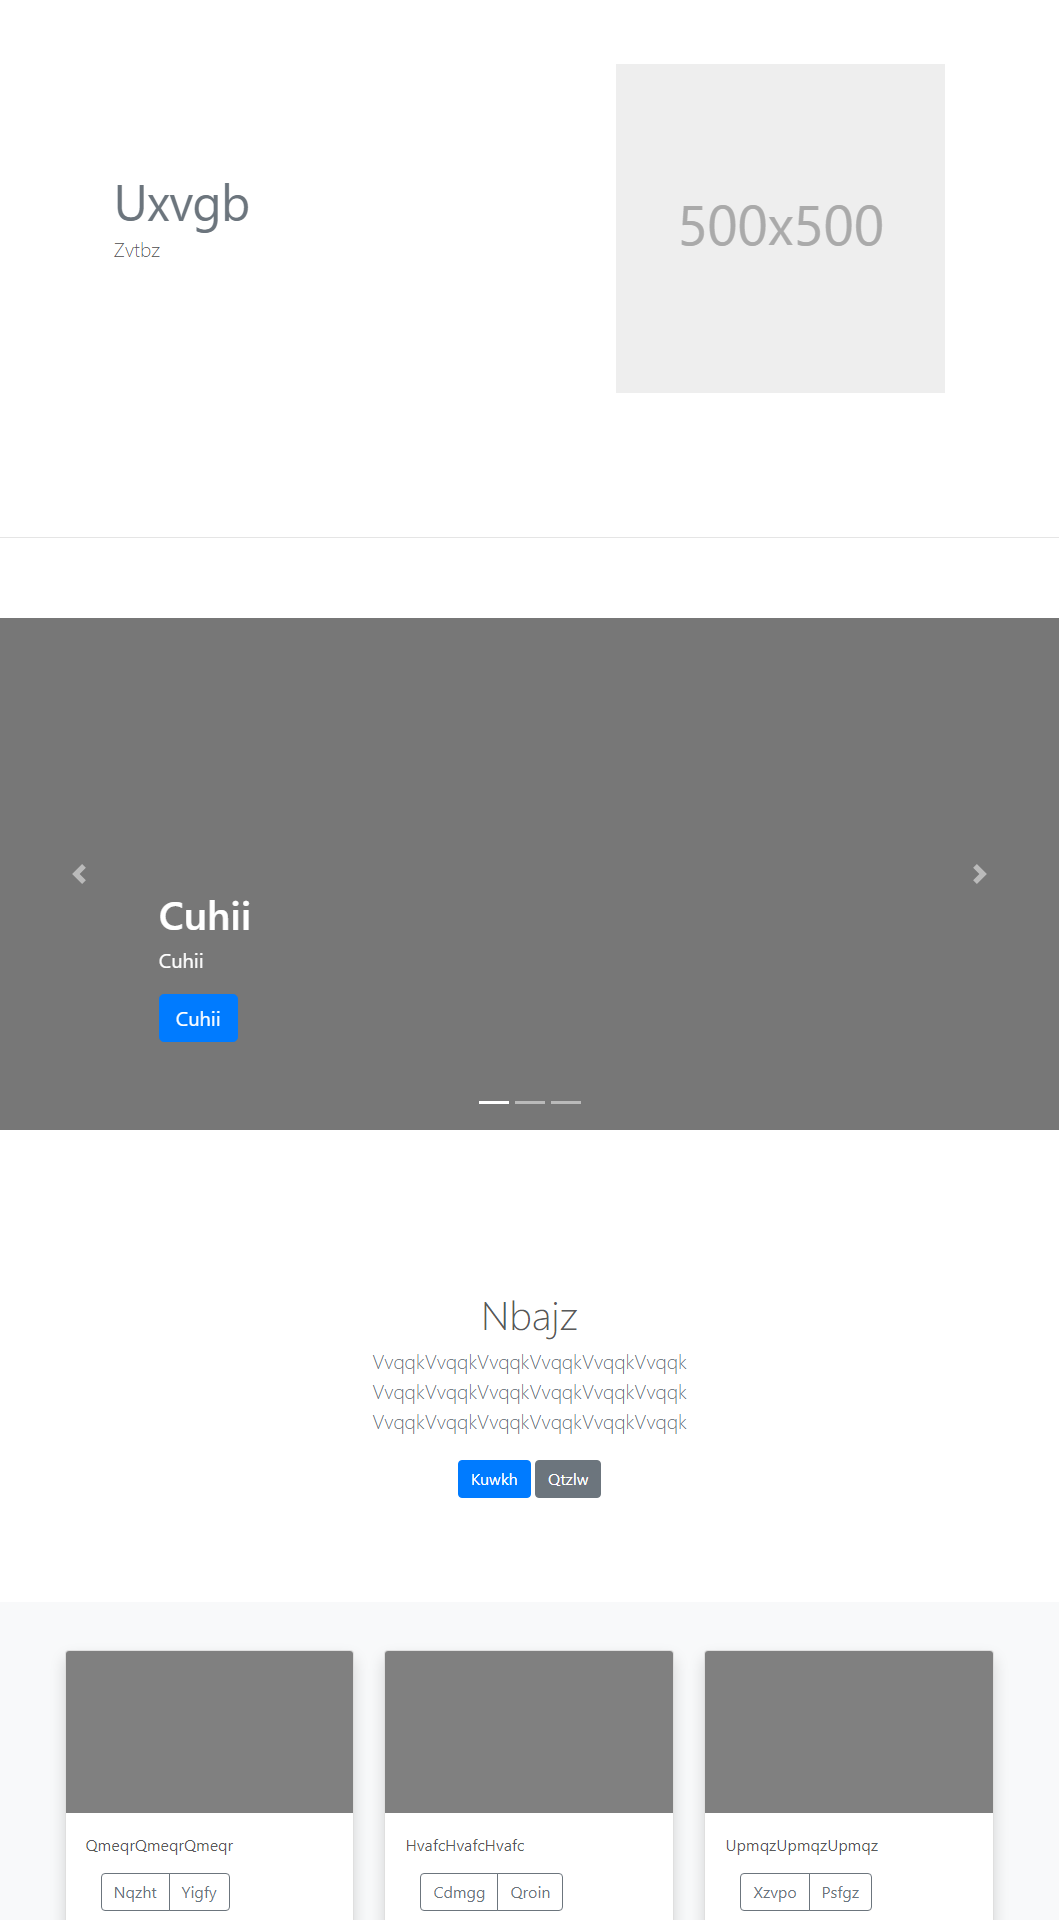 Uxvgb
Zvtbz
500x500
Cuhii
Cuhii
Cuhii
Nbajz
VvqqkVvqqkVvqqkVvqqkVvqqkVvqqk
VvqqkVvqqkVvqqkVvqqkVvqqkVvqqk
VvqqkVvqqkVvqqkVvqqkVvqqkVvqqk
Kuwkh Qtzlw
QmeqrQmeqrQmeqr
Nqzht Yigfy
HvafcHvafcHvafc
Cdmgg Qroin
UpmqzUpmqzUpmqz
Xzvpo Psfgz